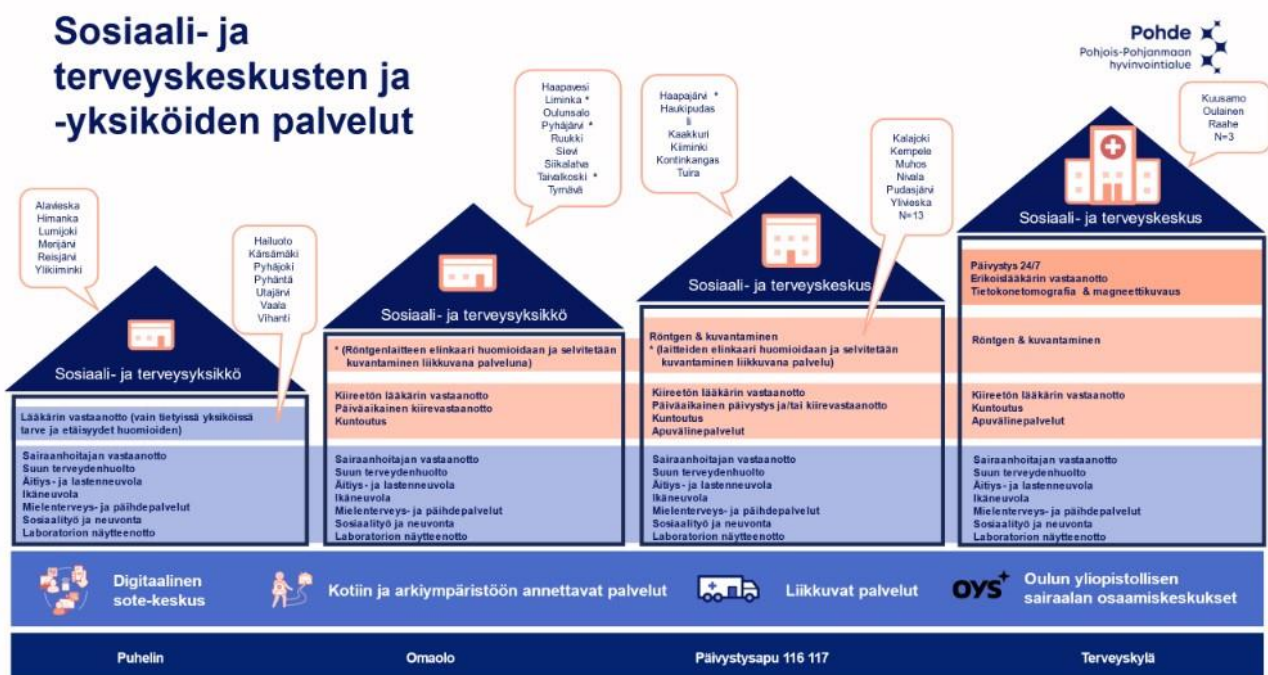 Sosiaali- ja
terveyskeskusten ja
-yksiköiden palvelut
Pohde
Pohjois-Pohjanmaan
hyvinvointialue
Alavieska
Himanka
Lumijoki
Merijärvi
Reisjärvi
Ylikiiminki
Hailuoto
Kärsämäki
Pyhäjoki
Pyhäntä
Utajärvi
Vaala
Vihanti
Sosiaali- ja terveysyksikkö
Lääkärin vastaanotto (vain tietyissä yksiköissä
tarve ja etäisyydet huomioiden)
Sairaanhoitajan vastaanotto
Suun terveydenhuolto
Äitiys- ja lastenneuvola
Ikäneuvola
Mielenterveys- ja päihdepalvelut
Sosiaalityö ja neuvonta
Laboratorion näytteenotto
Haapavesi
Liminka *
Oulunsalo
Pyhäjärvi *
Ruukki
Sievi
Siikalatva
Taivalkoski *
Tyrnävä
Sosiaali- ja terveysyksikkö
* (Röntgenlaitteen elinkaari huomioidaan ja selvitetään
kuvantaminen liikkuvana palveluna)
Kiireetön lääkärin vastaanotto
Päiväaikainen kiirevastaanotto
Kuntoutus
Sairaanhoitajan vastaanotto
Suun terveydenhuolto
Äitiys- ja lastenneuvola
Ikäneuvola
Mielenterveys- ja päihdepalvelut
Sosiaalityö ja neuvonta
Laboratorion näytteenotto
Haapajärvi *
Haukipudas
Ii
Kaakkuri
Kiiminki
Kontinkangas
Tuira
Kalajoki
Kempele
Muhos
Nivala
Pudasjärvi
Ylivieska
N=13
Sosiaali- ja terveyskeskus
Röntgen & kuvantaminen
* (laitteiden elinkaari huomioidaan ja selvitetään
kuvantaminen liikkuvana palvelu)
Kiireetön lääkärin vastaanotto
Päiväaikainen päivystys ja/tai kiirevastaanotto
Kuntoutus
Apuvälinepalvelut
Sairaanhoitajan vastaanotto
Suun terveydenhuolto
Äitiys- ja lastenneuvola
Ikäneuvola
Mielenterveys- ja päihdepalvelut
Sosiaalityö ja neuvonta
Laboratorion näytteenotto
Kuusamo
Oulainen
Raahe
N=3
Sosiaali- ja terveyskeskus
Päivystys 24/7
Erikoislääkärin vastaanotto
Tietokonetomografia & magneettikuvaus
Röntgen & kuvantaminen
Kiireetön lääkärin vastaanotto
Kuntoutus
Apuvälinepalvelut
Sairaanhoitajan vastaanotto
Suun terveydenhuolto
Äitiys- ja lastenneuvola
Ikäneuvola
Mielenterveys- ja päihdepalvelut
Sosiaalityö ja neuvonta
Laboratorion näytteenotto
Digitaalinen
sote-keskus
Kotiin ja arkiympäristöön annettavat palvelut
Liikkuvat palvelut
OYS+
Oulun yliopistollisen
sairaalan osaamiskeskukset
Puhelin
Omaolo
Päivystysapu 116 117
Terveyskylä